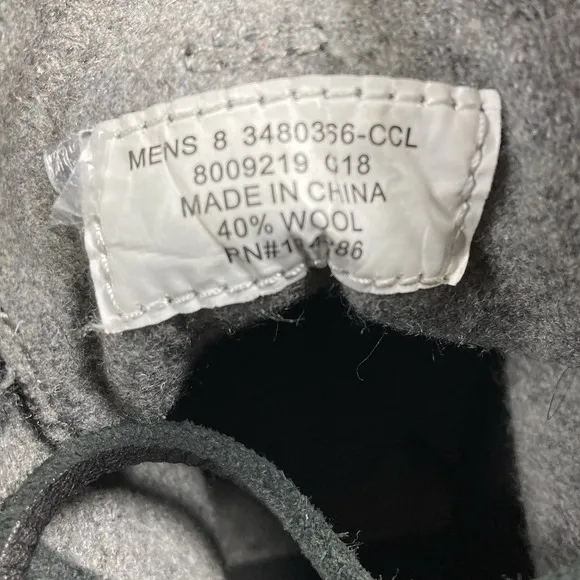 MENS 8 3480366-CCL
8009219 018
MADE IN CHINA
40% WOOL